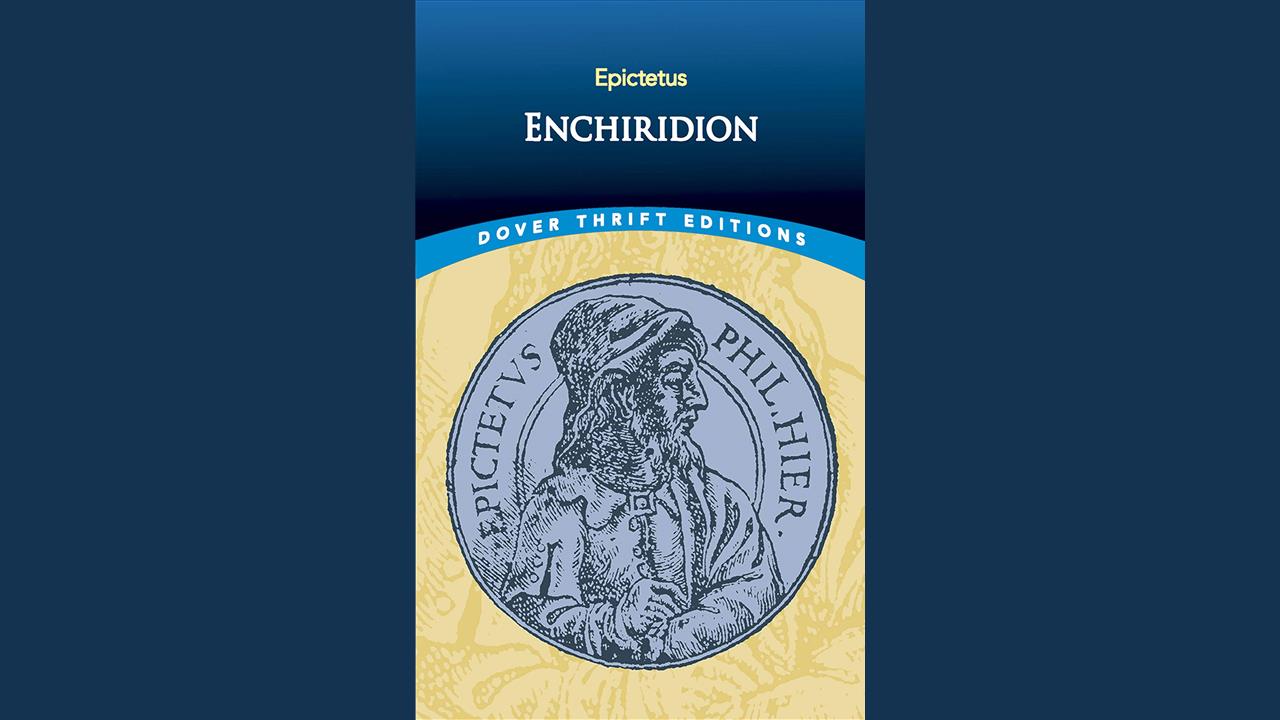 Epictetus
ENCHIRIDION
DOVER THRIFT EDITIONS
EPICTETVS
PHIL. HIER.